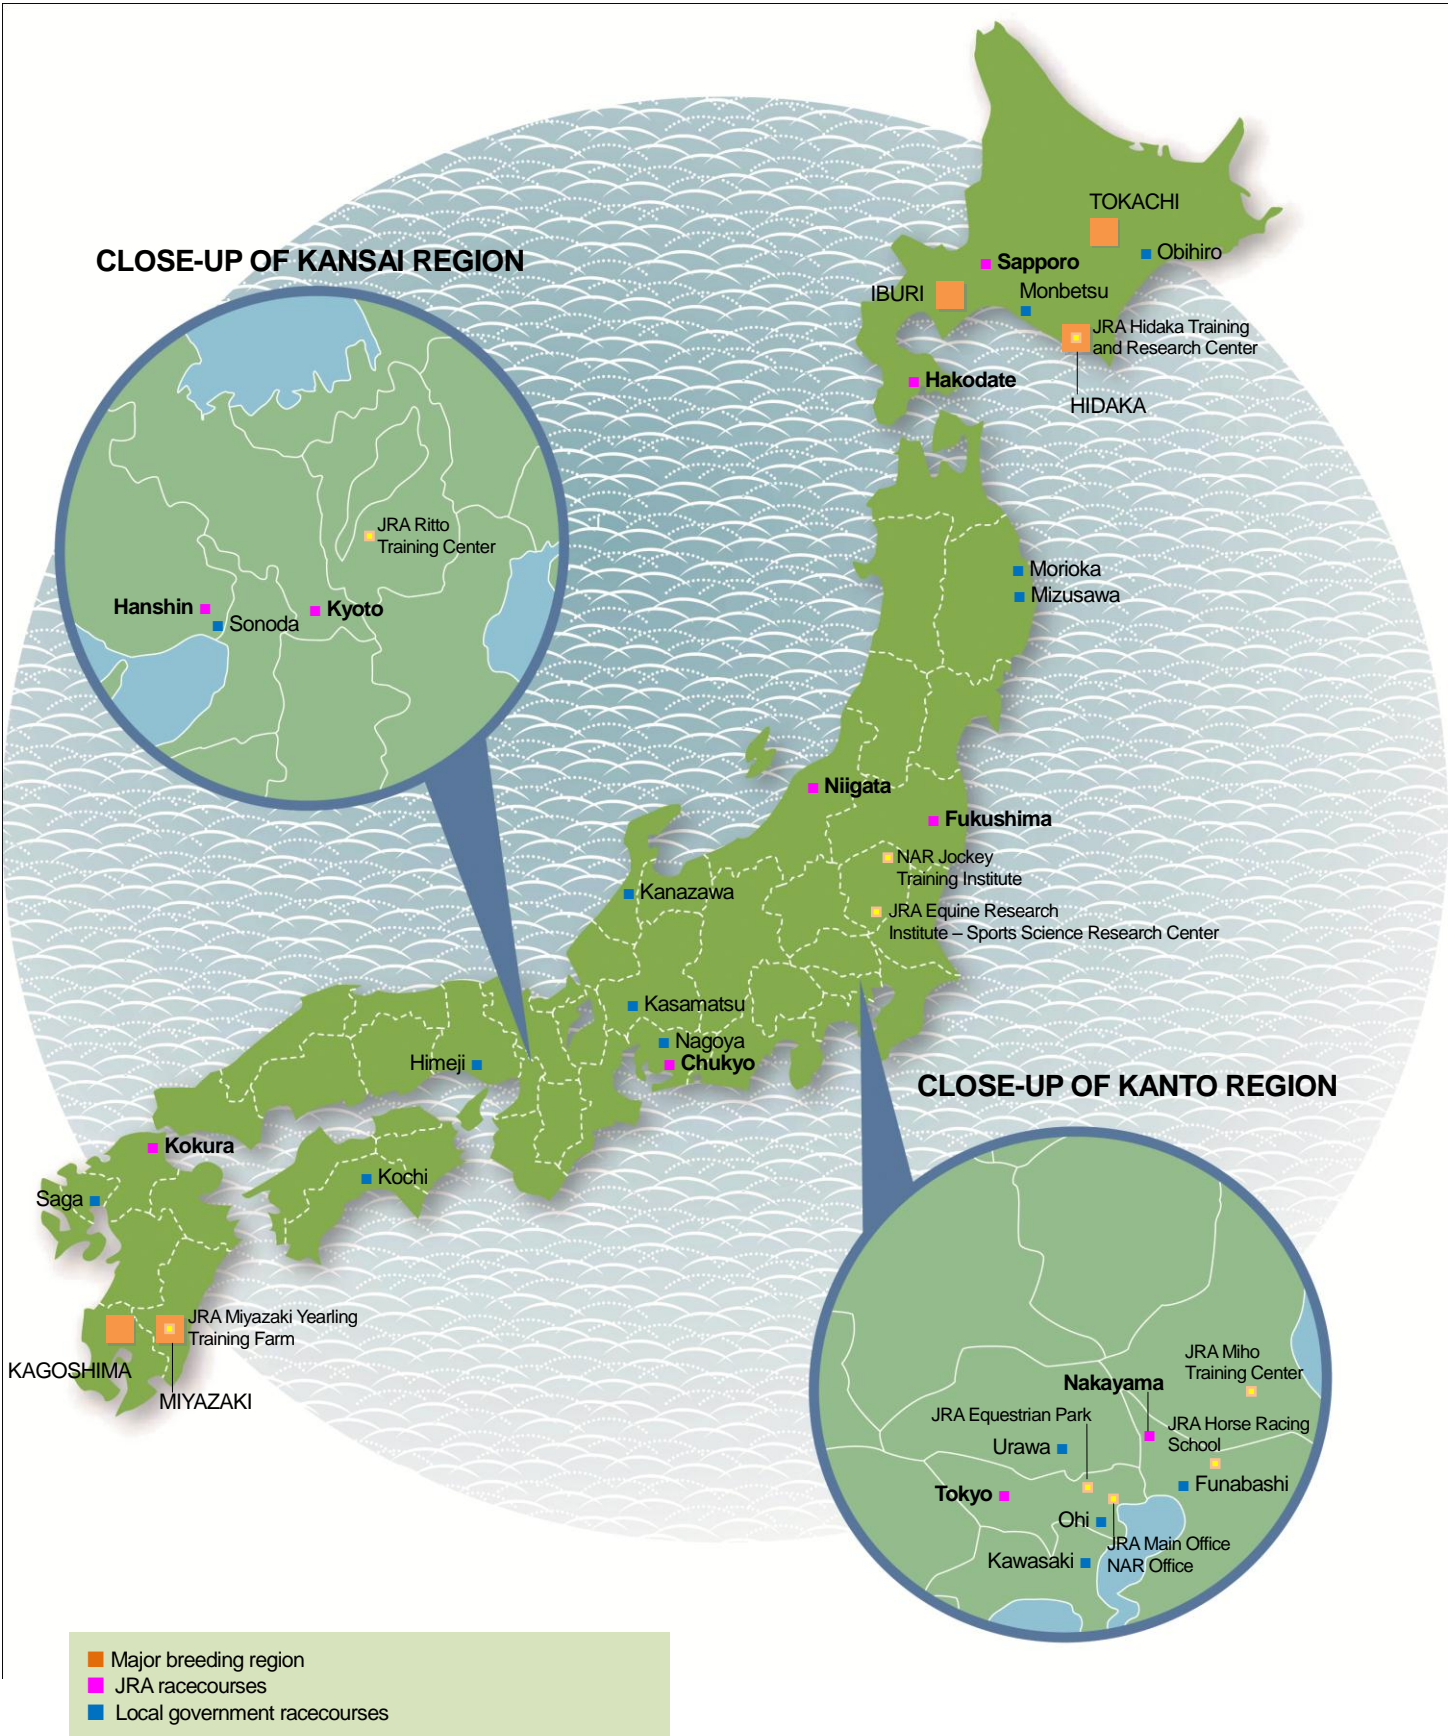 TOKACHI
Obihiro
Sapporo
IBURI
Monbetsu
JRA Hidaka Training
and Research Center
Hakodate
HIDAKA
CLOSE-UP OF KANSAI REGION
JRA Ritto
Training Center
Hanshin
Kyoto
Sonoda
Morioka
Mizusawa
Niigata
Fukushima
NAR Jockey
Training Institute
Kanazawa
JRA Equine Research
Institute – Sports Science Research Center
Kasamatsu
Nagoya
Himeji
Chukyo
Kokura
Kochi
Saga
JRA Miyazaki Yearling
Training Farm
KAGOSHIMA
MIYAZAKI
CLOSE-UP OF KANTO REGION
JRA Miho
Training Center
Nakayama
JRA Equestrian Park
JRA Horse Racing
School
Urawa
Funabashi
Tokyo
Ohi
JRA Main Office
NAR Office
Kawasaki
Major breeding region
JRA racecourses
Local government racecourses